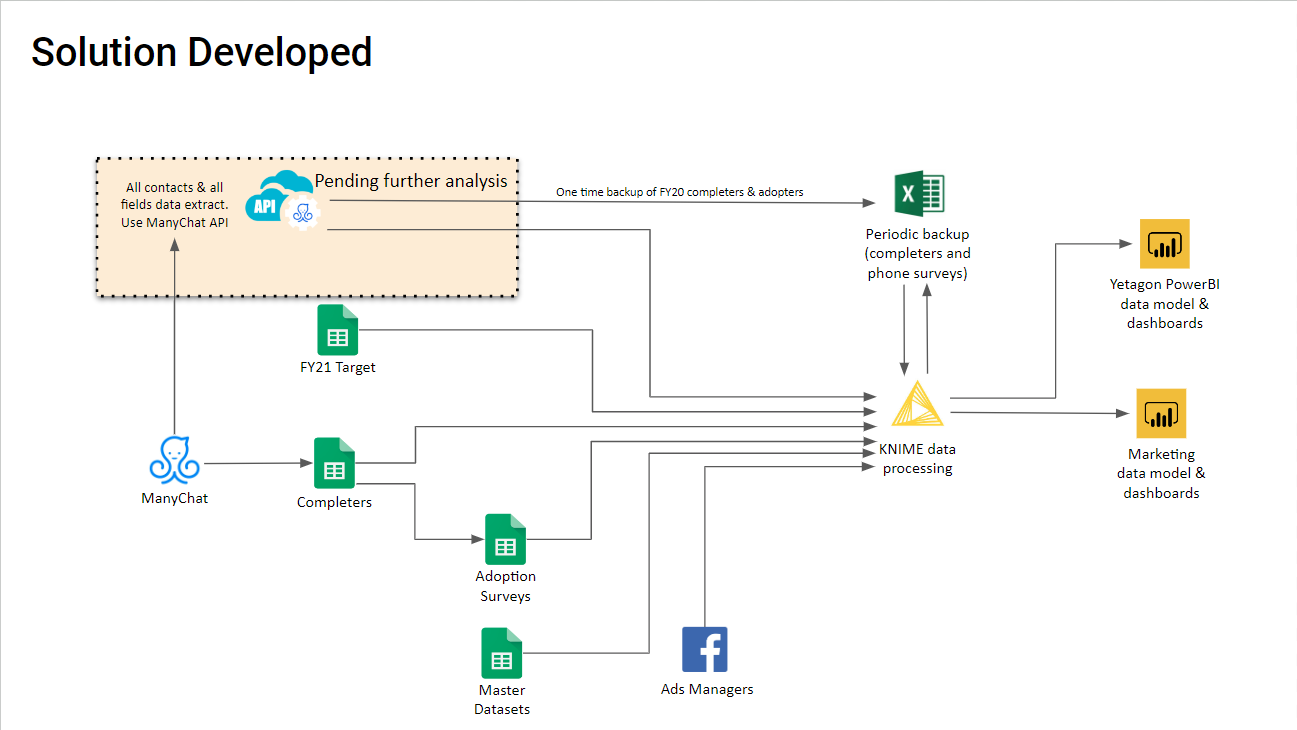 Solution Developed
All contacts & all
fields data extract.
Use ManyChat API
API
Pending further analysis
One time backup of FY20 completers & adopters
X
Periodic backup
(completers and
phone surveys)
Yetagon PowerBI
data model &
dashboards
FY21 Target
KNIME data
processing
Marketing
data model &
dashboards
ManyChat
Completers
Adoption
Surveys
Master
Datasets
f
Ads Managers